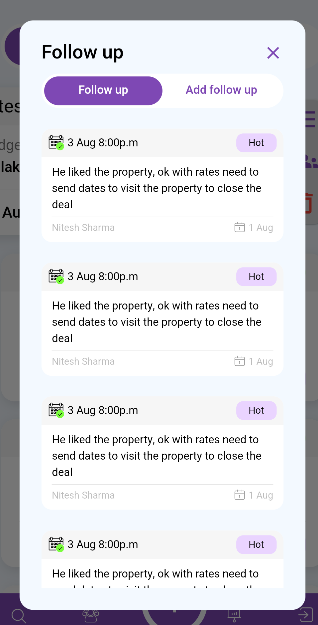 Follow up
Follow up
Add follow up
3 Aug 8:00p.m
Hot
He liked the property, ok with rates need to
send dates to visit the property to close the
deal
Nitesh Sharma
1 Aug
3 Aug 8:00p.m
Hot
He liked the property, ok with rates need to
send dates to visit the property to close the
deal
Nitesh Sharma
1 Aug
3 Aug 8:00p.m
Hot
He liked the property, ok with rates need to
send dates to visit the property to close the
deal
Nitesh Sharma
1 Aug
3 Aug 8:00p.m
Hot
He liked the property, ok with rates need to